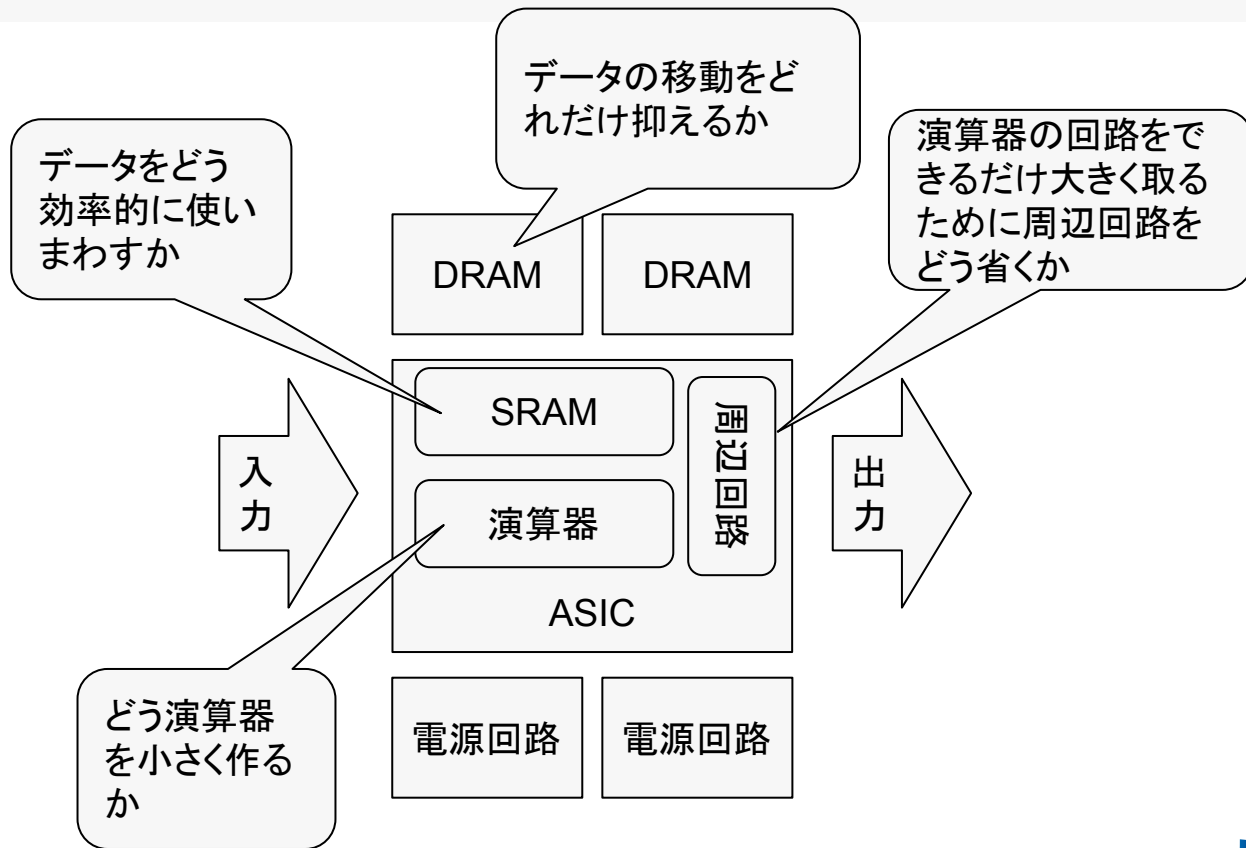 データの移動をど
れだけ抑えるか
データをどう
効率的に使い
まわすか
演算器の回路をで
きるだけ大きく取る
ために周辺回路を
どう省くか
DRAM
DRAM
SRAM
周辺回路
入
力
演算器
出
力
ASIC
どう演算器
を小さく作る
か
電源回路
電源回路